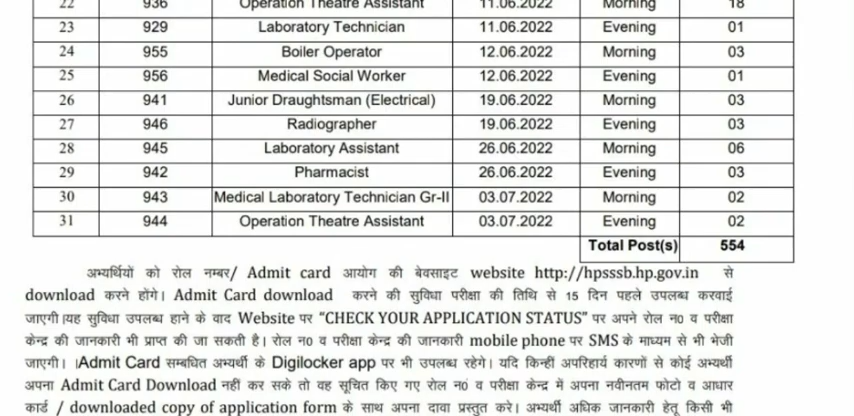 22 936 Operation Theatre Assistant 11.06.2022 Morning 18
23 929 Laboratory Technician 11.06.2022 Evening 01
24 955 Boiler Operator 12.06.2022 Morning 03
25 956 Medical Social Worker 12.06.2022 Evening 01
26 941 Junior Draughtsman (Electrical) 19.06.2022 Morning 03
27 946 Radiographer 19.06.2022 Evening 03
28 945 Laboratory Assistant 26.06.2022 Morning 06
29 942 Pharmacist 26.06.2022 Evening 03
30 943 Medical Laboratory Technician Gr-II 03.07.2022 Morning 02
31 944 Operation Theatre Assistant 03.07.2022 Evening 02
Total Post(s) 554
अभ्यर्थियों को रोल नम्बर/ Admit card आयोग की बेवसाइट website http://hpsssb.hp.gov.in से
download करने होंगे। Admit Card download करने की सुविधा परीक्षा की तिथि से 15 दिन पहले उपलब्ध करवाई
जाएगी।यह सुविधा उपलब्ध हाने के वाद Website पर "CHECK YOUR APPLICATION STATUS" पर अपने रोल न0 व परीक्षा
केन्द्र की जानकारी भी प्राप्त की जा सकती है। रोल न0 व परीक्षा केन्द्र की जानकारी mobile phone पर SMS के माध्यम से भी भेजी
जाएगी। ।Admit Card सम्बधित अभ्यर्थी के Digilocker app पर भी उपलब्ध रहेगे। यदि किन्हीं अपरिहार्य कारणों से कोई अभ्यर्थी
अपना Admit Card Download नहीं कर सके तो वह सूचित किए गए रोल न0 व परीक्षा केन्द्र में अपना नवीनतम फोटो व आधार
कार्ड / downloaded copy of application form के साथ अपना दावा प्रस्तुत करे। अभ्यर्थी अधिक जानकारी हेतू किसी भी